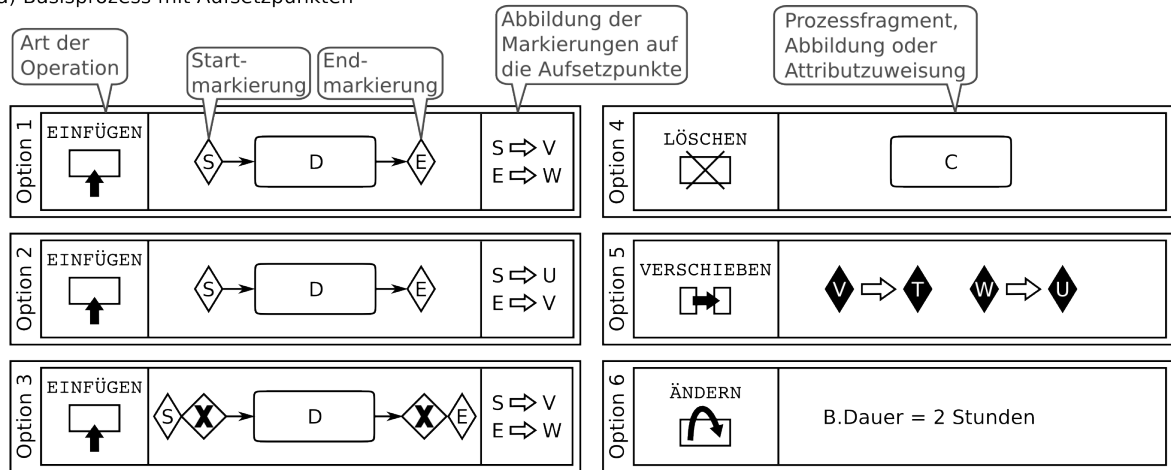 a) Basisprozess mit Aufsetzpunkten
Art der
Operation
Start-
markierung
End-
markierung
Abbildung der
Markierungen auf
die Aufsetzpunkte
Prozessfragment,
Abbildung oder
Attributzuweisung
Option 1
EINFÜGEN
S
D
E
S ⇨ V
E ⇨ W
Option 2
EINFÜGEN
S
D
E
S ⇨ U
E ⇨ V
Option 3
EINFÜGEN
S X
D
X E
S ⇨ V
E ⇨ W
Option 4
LÖSCHEN
C
Option 5
VERSCHIEBEN
V ⇨ T W ⇨ U
Option 6
ÄNDERN
B.Dauer = 2 Stunden